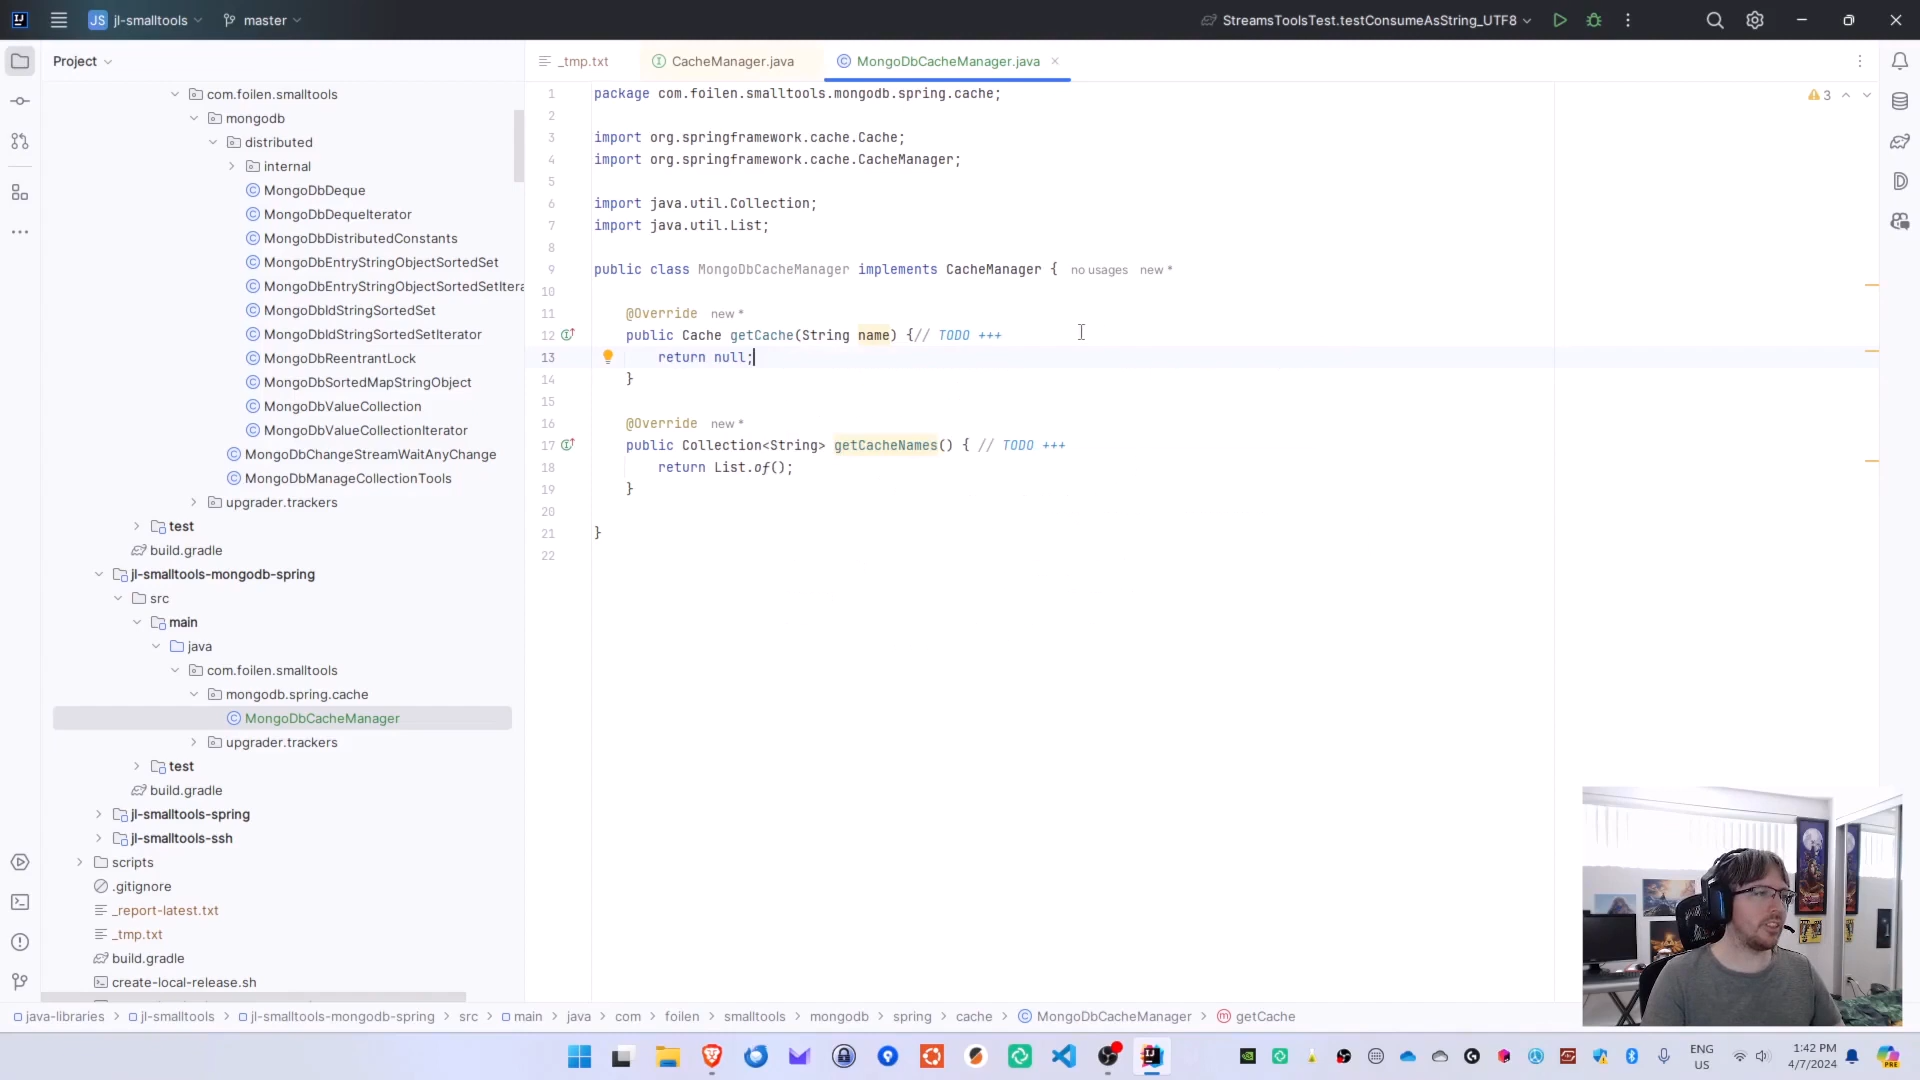 JS jl-smalltools master StreamsToolsTest.testConsumeAsString_UTF8
Project _tmp.txt CacheManager.java MongoDbCacheManager.java
com.foilen.smalltools
mongodb
distributed
internal
MongoDbDeque
MongoDbDequeIterator
MongoDbDistributedConstants
MongoDbEntryStringObjectSortedSet
MongoDbEntryStringObjectSortedSetItera
MongoDbIdStringSortedSet
MongoDbIdStringSortedSetIterator
MongoDbReentrantLock
MongoDbSortedMapStringObject
MongoDbValueCollection
MongoDbValueCollectionIterator
MongoDbChangeStreamWaitAnyChange
MongoDbManageCollectionTools
upgrader.trackers
test
build.gradle
jl-smalltools-mongodb-spring
src
main
java
com.foilen.smalltools
mongodb.spring.cache
MongoDbCacheManager
upgrader.trackers
test
build.gradle
jl-smalltools-spring
jl-smalltools-ssh
scripts
.gitignore
_report-latest.txt
_tmp.txt
build.gradle
create-local-release.sh
1 package com.foilen.smalltools.mongodb.spring.cache; 3
2
3 import org.springframework.cache.Cache;
4 import org.springframework.cache.CacheManager;
5
6 import java.util.Collection;
7 import java.util.List;
8
9 public class MongoDbCacheManager implements CacheManager { no usages new *
10
11 @Override new *
12 public Cache getCache(String name) {// TODO +++
13 return null;
14 }
15
16 @Override new *
17 public Collection<String> getCacheNames() { // TODO +++
18 return List.of();
19 }
20
21 }
22
java-libraries > jl-smalltools > jl-smalltools-mongodb-spring > src > main > java > com > foilen > smalltools > mongodb > spring > cache > MongoDbCacheManager > getCache
ENG
US
1:42 PM
4/7/2024